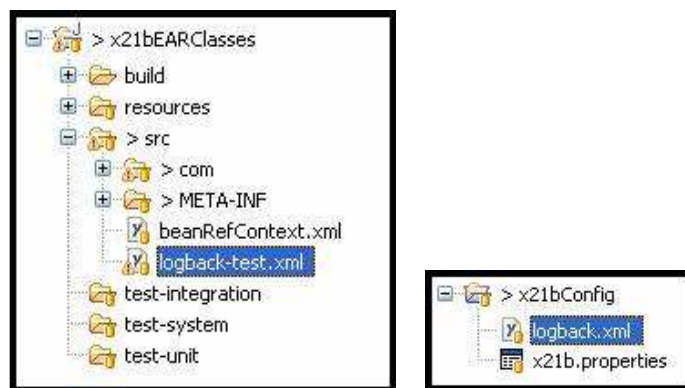 > x21bEARClasses
build
resources
> src
> com
> META-INF
beanRefContext.xml
logback-test.xml
test-integration
test-system
test-unit
> x21bConfig
logback.xml
x21b.properties